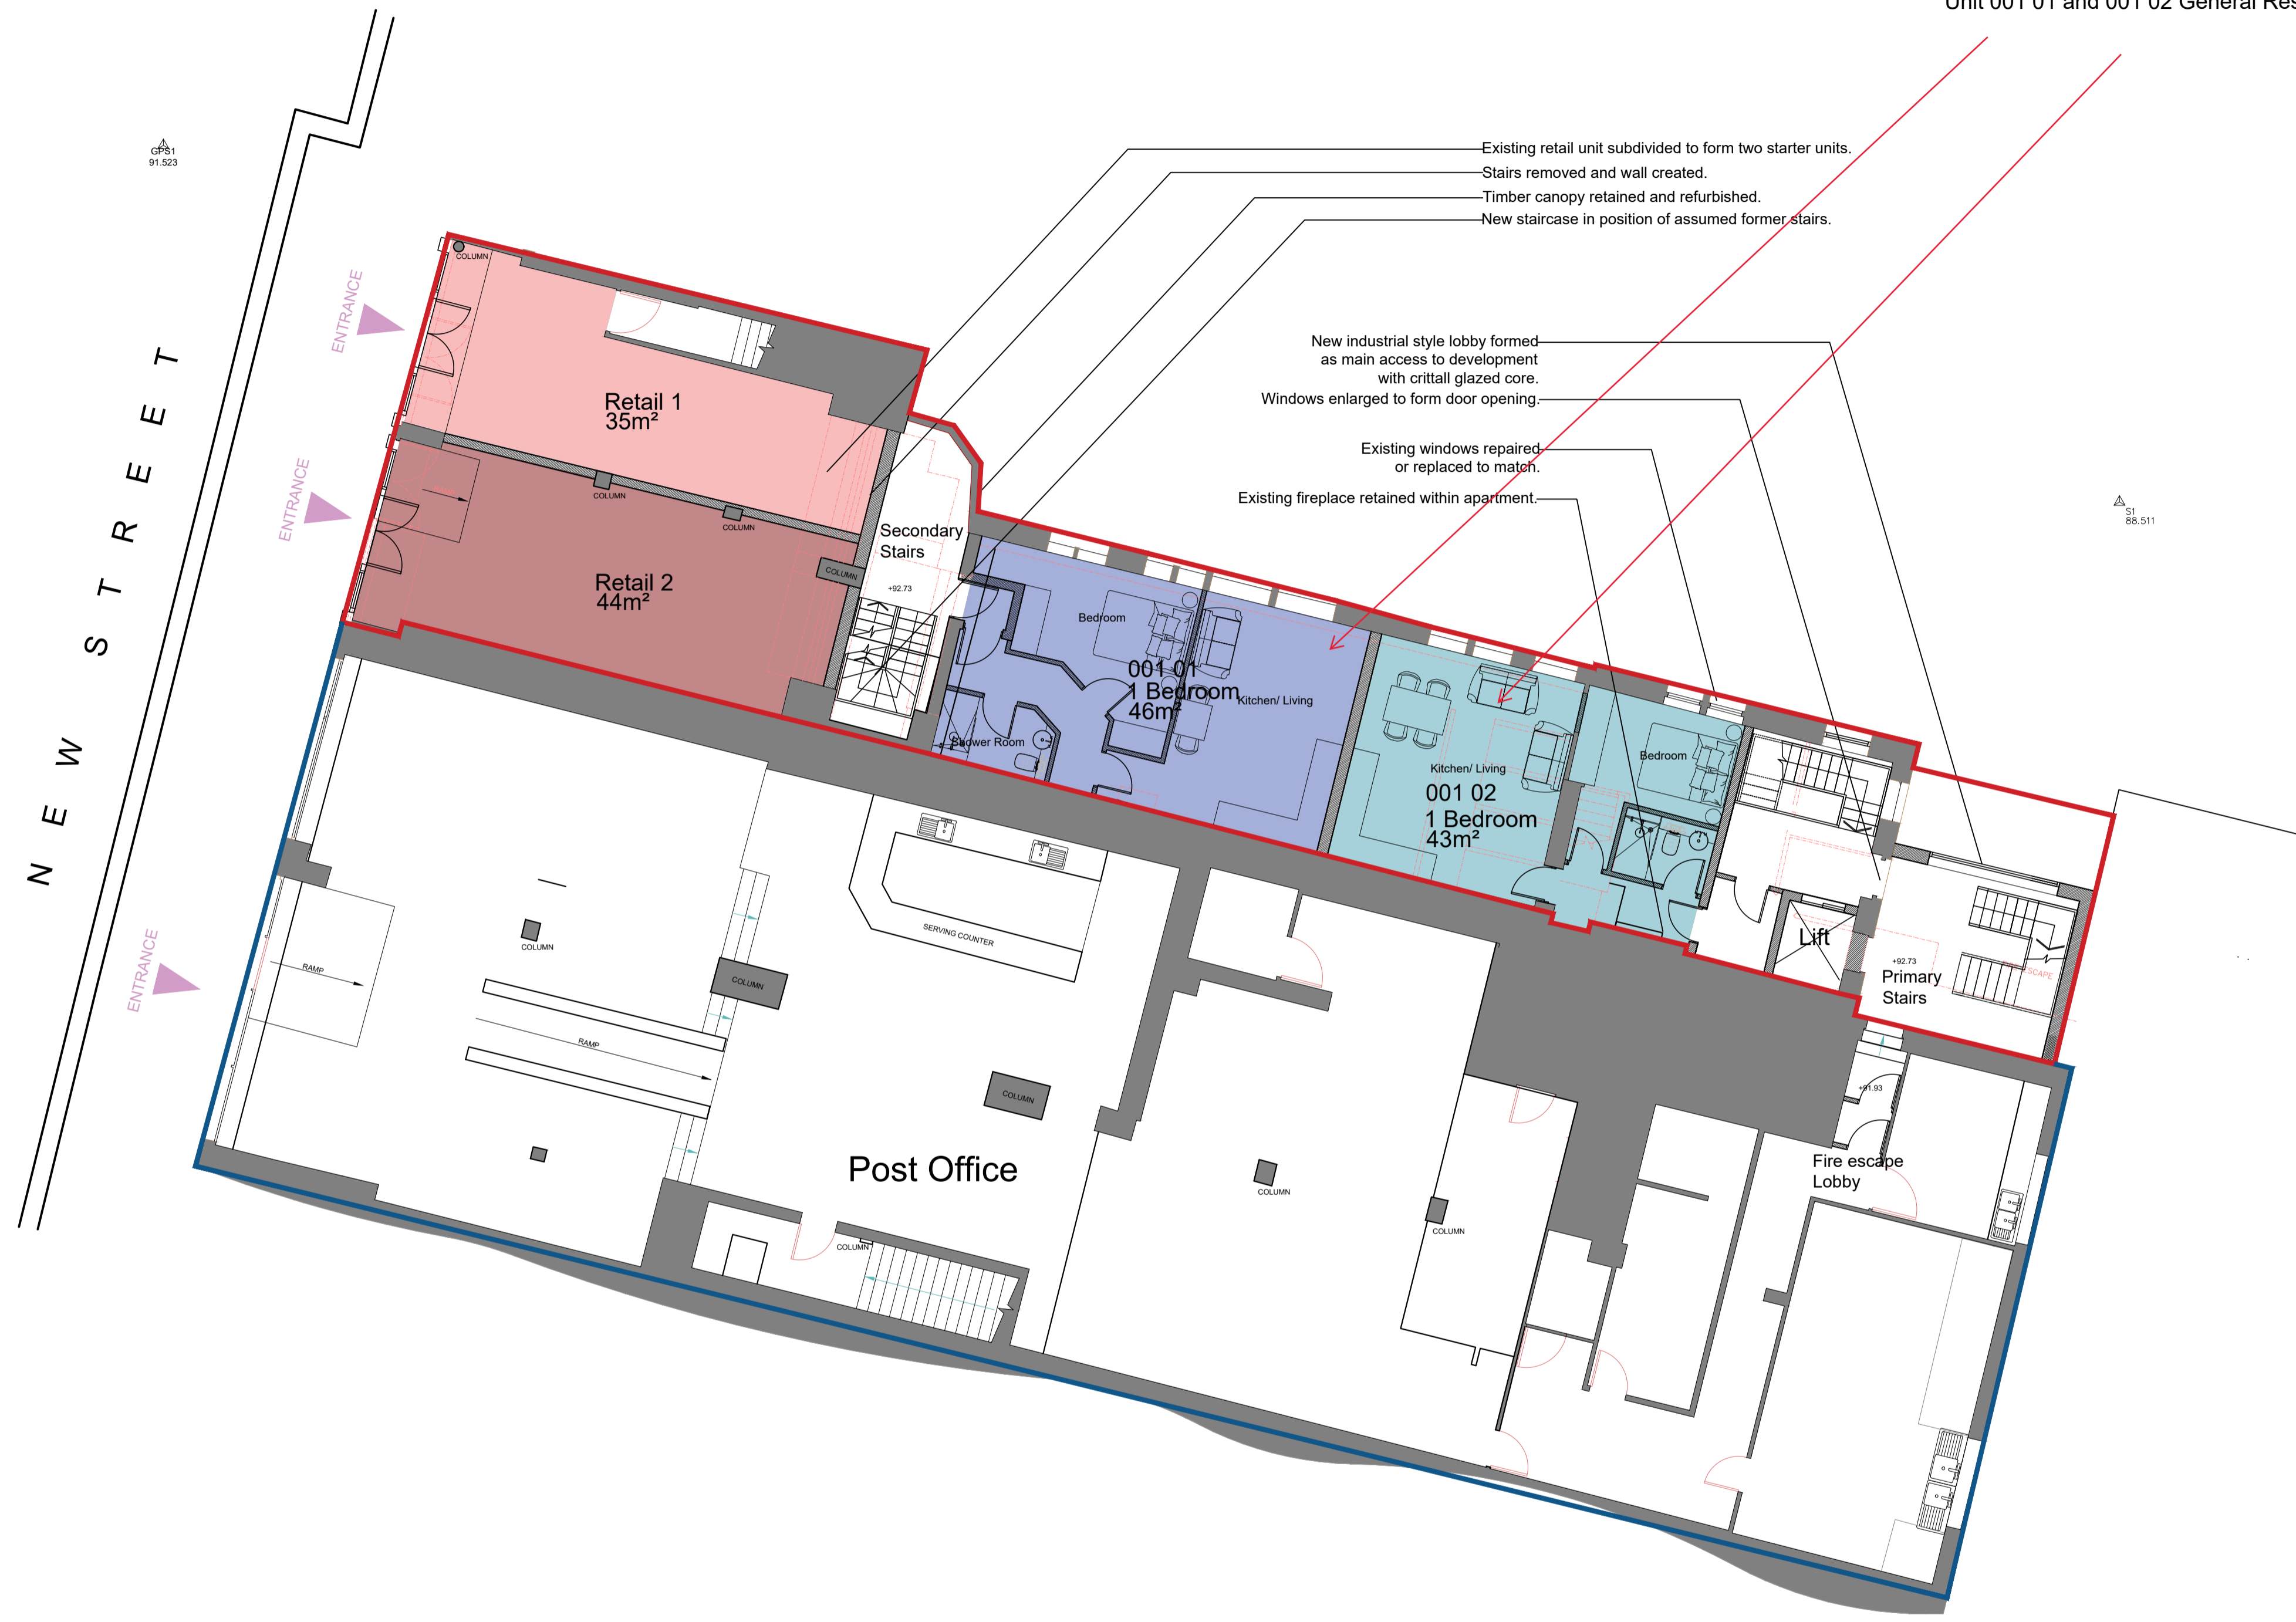 Unit 001 01 and 001 02 General Res
GPS1
91.523
Existing retail unit subdivided to form two starter units.
Stairs removed and wall created.
Timber canopy retained and refurbished.
New staircase in position of assumed former stairs.
New industrial style lobby formed
as main access to development
with crittall glazed core.
Windows enlarged to form door opening.
Existing windows repaired
or replaced to match.
Existing fireplace retained within apartment.
S1
88.511
NEW STREET
ENTRANCE
ENTRANCE
ENTRANCE
COLUMN
Retail 1
35m²
COLUMN
COLUMN
RAMP
Retail 2
44m²
COLUMN
Secondary
Stairs
+92.73
Bedroom
001 01
1 Bedroom
46m²
Kitchen/ Living
Shower Room
Kitchen/ Living
001 02
1 Bedroom
43m²
Bedroom
Lift
+92.73
Primary
Stairs
ESCAPE
SERVING COUNTER
COLUMN
RAMP
COLUMN
RAMP
COLUMN
Post Office
COLUMN
COLUMN
COLUMN
+91.93
Fire escape
Lobby